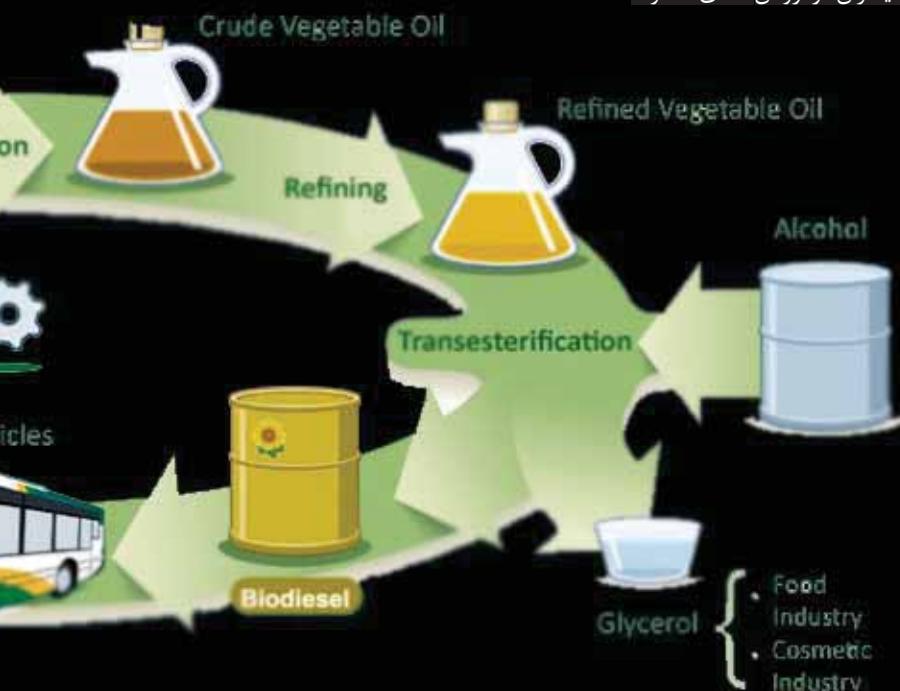 Crude Vegetable Oil
Refined Vegetable Oil
on
Refining
Alcohol
Transesterification
icles
Biodiesel
Glycerol
• Food
Industry
• Cosmetic
Industry